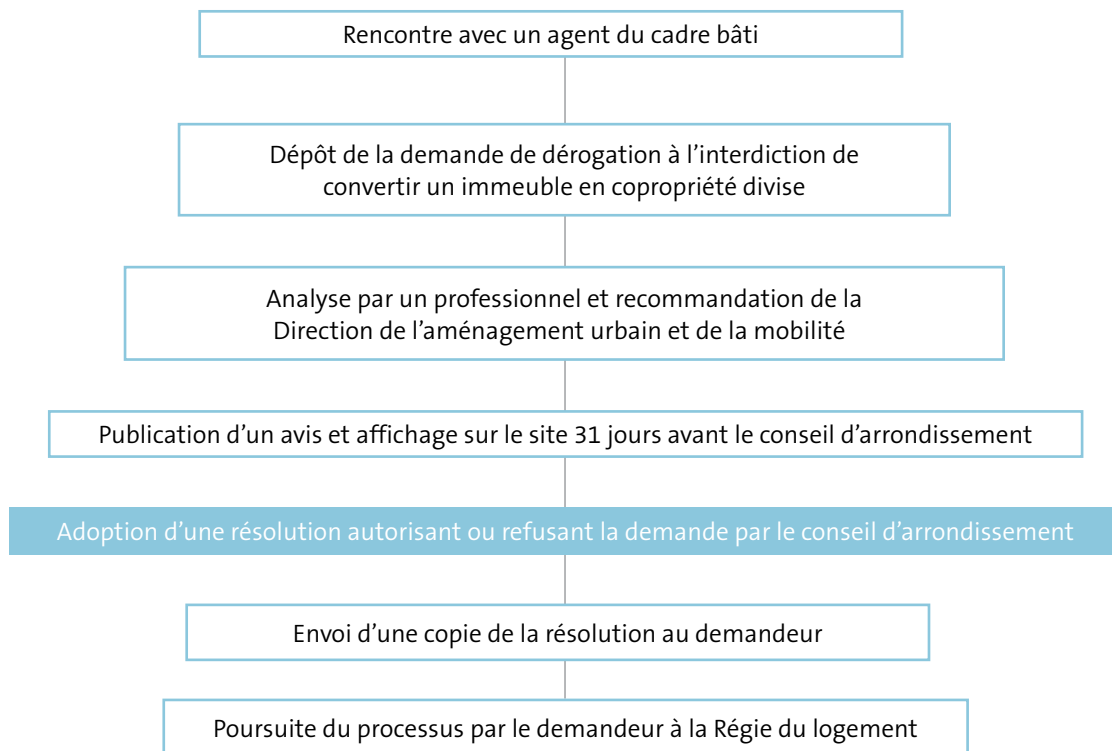 Rencontre avec un agent du cadre bâti
Dépôt de la demande de dérogation à l’interdiction de
convertir un immeuble en copropriété divise
Analyse par un professionnel et recommandation de la
Direction de l’aménagement urbain et de la mobilité
Publication d’un avis et affichage sur le site 31 jours avant le conseil d’arrondissement
Adoption d’une résolution autorisant ou refusant la demande par le conseil d’arrondissement
Envoi d’une copie de la résolution au demandeur
Poursuite du processus par le demandeur à la Régie du logement